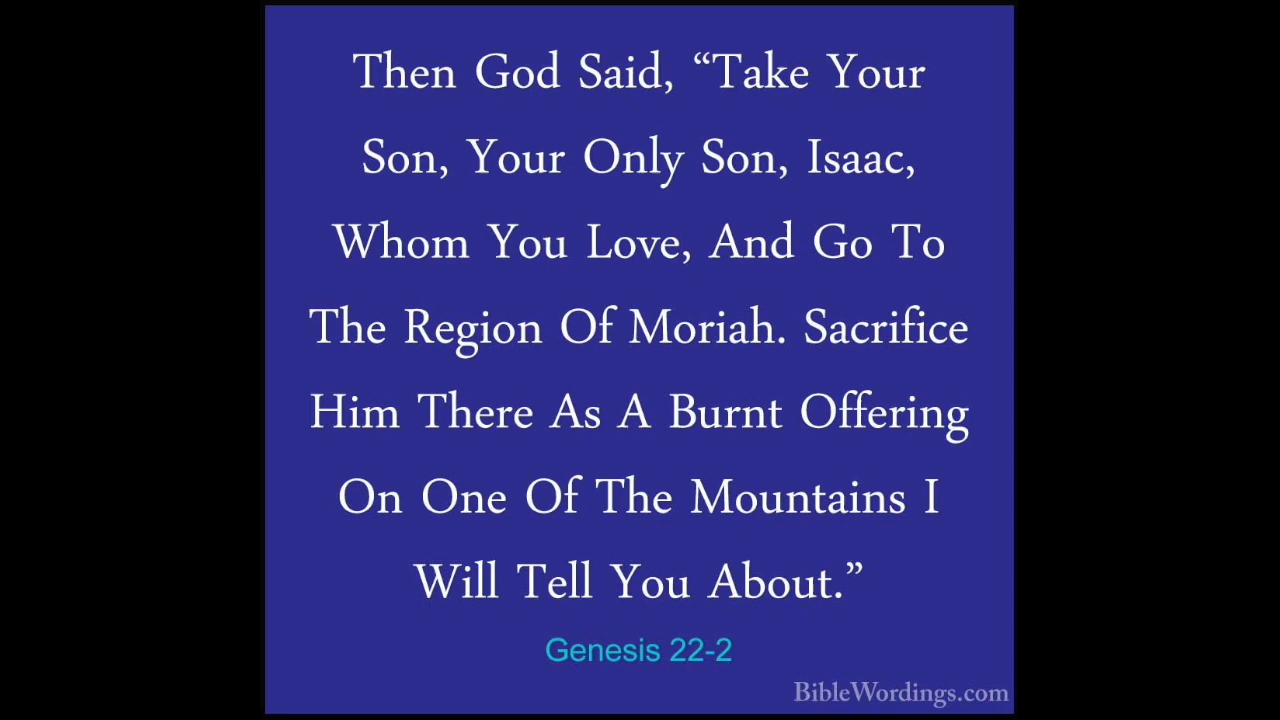 Then God Said, “Take Your
Son, Your Only Son, Isaac,
Whom You Love, And Go To
The Region Of Moriah. Sacrifice
Him There As A Burnt Offering
On One Of The Mountains I
Will Tell You About.”
Genesis 22-2
BibleWordings.com